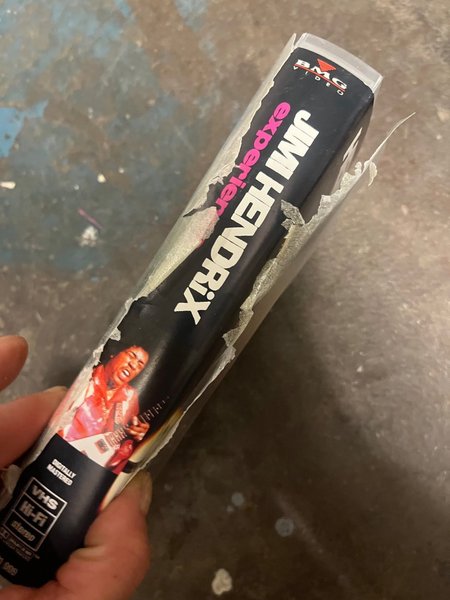 BMG
VIDEO
JIMI HENDRiX
experien
DIGITALLY
MASTERED
VHS
Hi-Fi
stereo